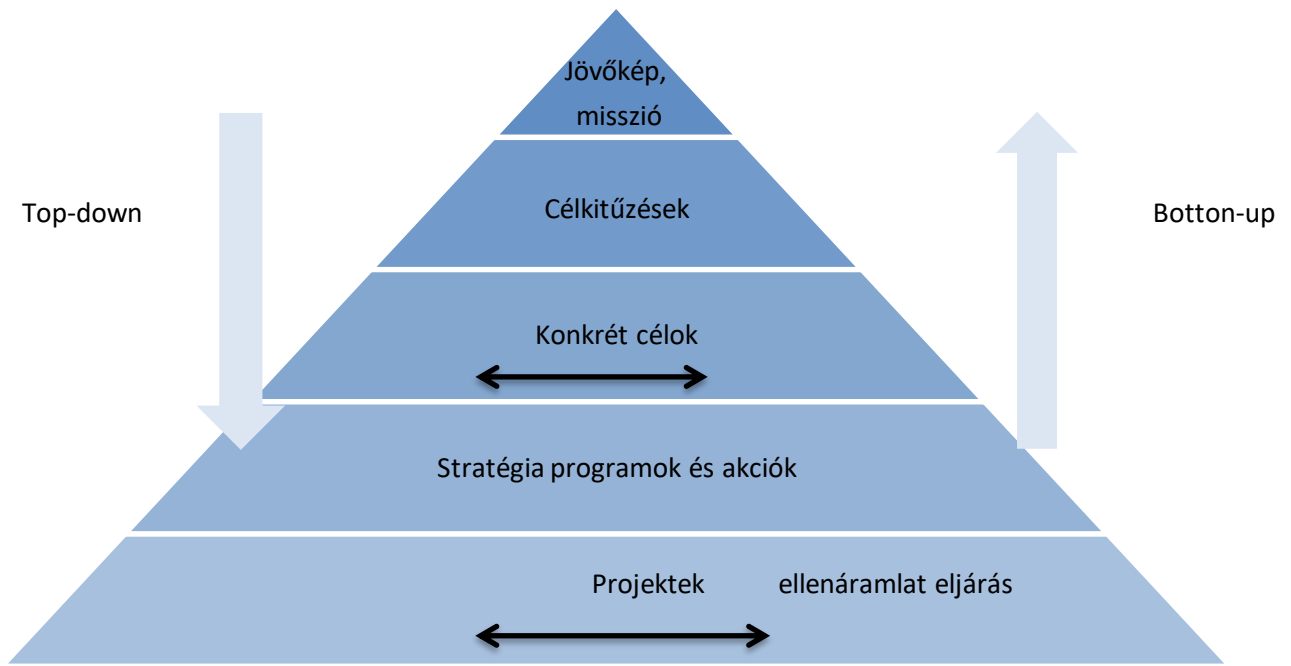 Jövőkép,
misszió
Top-down
Célkitűzések
Botton-up
Konkrét célok
Stratégia programok és akciók
Projektek ellenáramlat eljárás